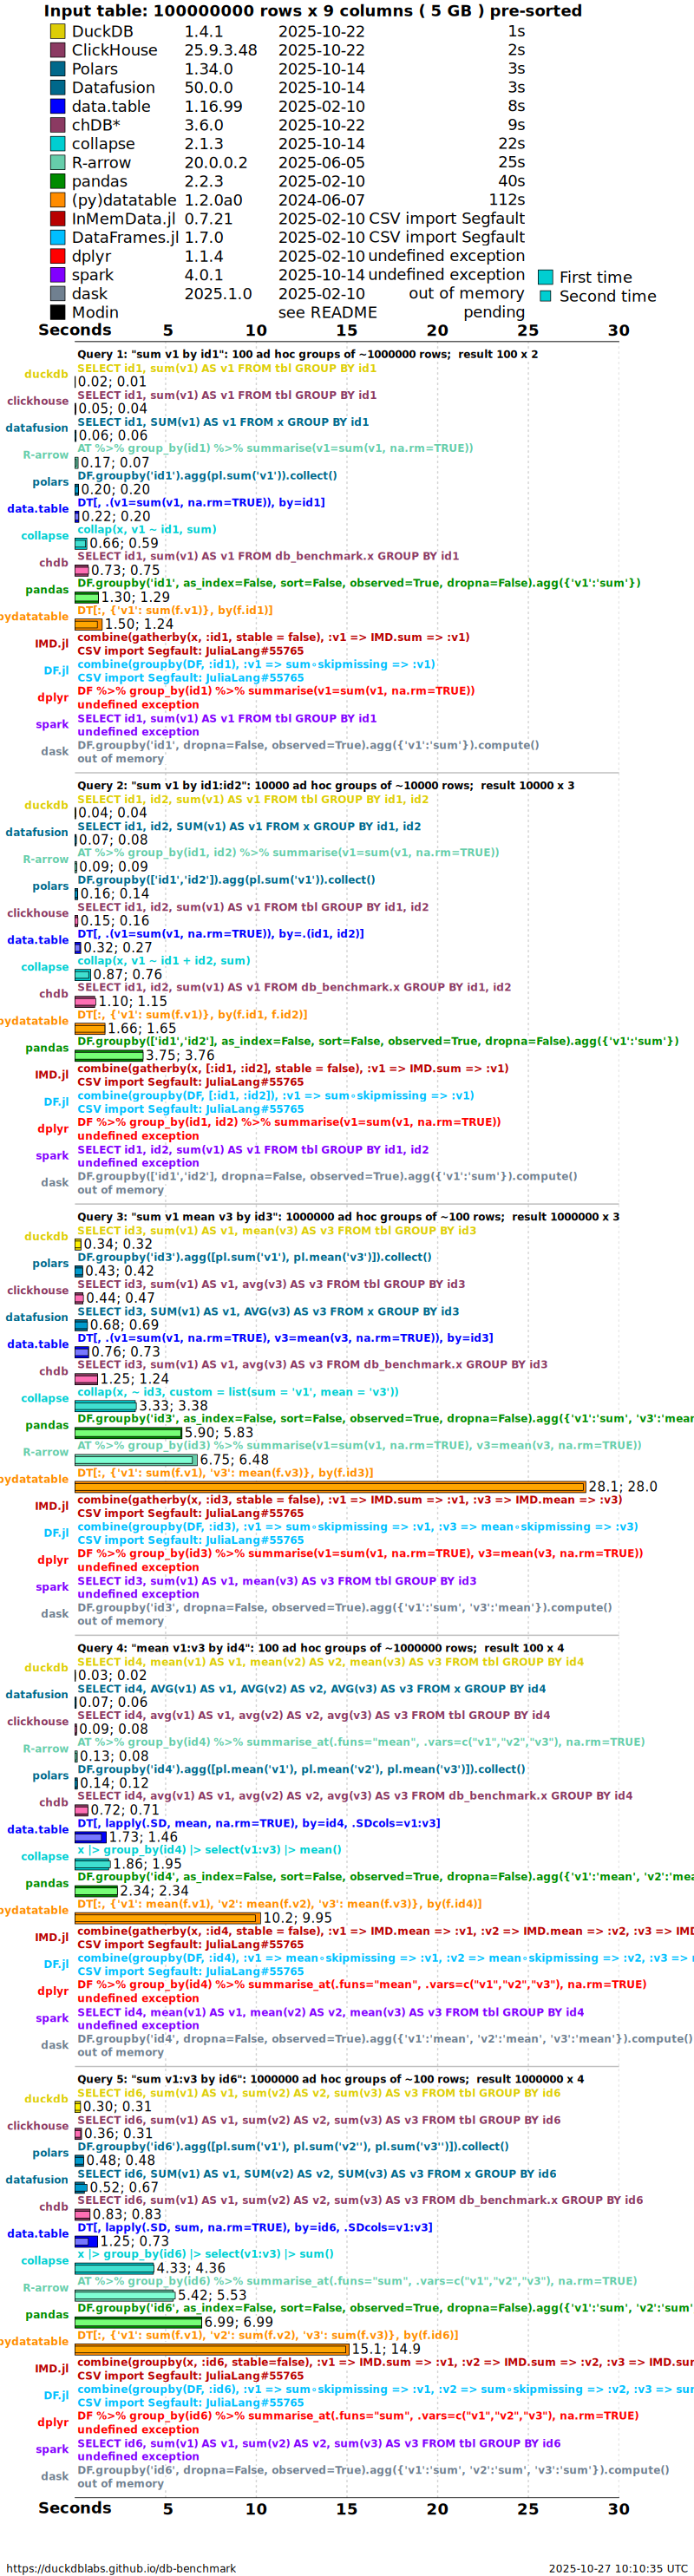 Input table: 100000000 rows x 9 columns ( 5 GB ) pre-sorted
DuckDB 1.4.1 2025-10-22 1s
ClickHouse 25.9.3.48 2025-10-22 2s
Polars 1.34.0 2025-10-14 3s
Datafusion 50.0.0 2025-10-14 3s
data.table 1.16.99 2025-02-10 8s
chDB* 3.6.0 2025-10-22 9s
collapse 2.1.3 2025-10-14 22s
R-arrow 20.0.0.2 2025-06-05 25s
pandas 2.2.3 2025-02-10 40s
(py)datatable 1.2.0a0 2024-06-07 112s
InMemData.jl 0.7.21 2025-02-10 CSV import Segfault
DataFrames.jl 1.7.0 2025-02-10 CSV import Segfault
dplyr 1.1.4 2025-02-10 undefined exception
spark 4.0.1 2025-10-14 undefined exception
dask 2025.1.0 2025-02-10 out of memory
Modin see README pending
First time
Second time
Seconds 5 10 15 20 25 30
Query 1: "sum v1 by id1": 100 ad hoc groups of ~1000000 rows; result 100 x 2
duckdb SELECT id1, sum(v1) AS v1 FROM tbl GROUP BY id1
0.02; 0.01
clickhouse SELECT id1, sum(v1) AS v1 FROM tbl GROUP BY id1
0.05; 0.04
datafusion SELECT id1, SUM(v1) AS v1 FROM x GROUP BY id1
0.06; 0.06
R-arrow AT %>% group_by(id1) %>% summarise(v1=sum(v1, na.rm=TRUE))
0.17; 0.07
polars DF.groupby('id1').agg(pl.sum('v1')).collect()
0.20; 0.20
data.table DT[, .(v1=sum(v1, na.rm=TRUE)), by=id1]
0.22; 0.20
collapse collap(x, v1 ~ id1, sum)
0.66; 0.59
chdb SELECT id1, sum(v1) AS v1 FROM db_benchmark.x GROUP BY id1
0.73; 0.75
pandas DF.groupby('id1', as_index=False, sort=False, observed=True, dropna=False).agg({'v1':'sum'})
1.30; 1.29
pydatatable DT[:, {'v1': sum(f.v1)}, by(f.id1)]
1.50; 1.24
IMD.jl combine(gatherby(x, :id1, stable = false), :v1 => IMD.sum => :v1)
CSV import Segfault: JuliaLang#55765
DF.jl combine(groupby(DF, :id1), :v1 => sum∘skipmissing => :v1)
CSV import Segfault: JuliaLang#55765
dplyr DF %>% group_by(id1) %>% summarise(v1=sum(v1, na.rm=TRUE))
undefined exception
spark SELECT id1, sum(v1) AS v1 FROM tbl GROUP BY id1
undefined exception
dask DF.groupby('id1', dropna=False, observed=True).agg({'v1':'sum'}).compute()
out of memory
Query 2: "sum v1 by id1:id2": 10000 ad hoc groups of ~10000 rows; result 10000 x 3
duckdb SELECT id1, id2, sum(v1) AS v1 FROM tbl GROUP BY id1, id2
0.04; 0.04
datafusion SELECT id1, id2, SUM(v1) AS v1 FROM x GROUP BY id1, id2
0.07; 0.08
R-arrow AT %>% group_by(id1, id2) %>% summarise(v1=sum(v1, na.rm=TRUE))
0.09; 0.09
polars DF.groupby(['id1','id2']).agg(pl.sum('v1')).collect()
0.16; 0.14
clickhouse SELECT id1, id2, sum(v1) AS v1 FROM tbl GROUP BY id1, id2
0.15; 0.16
data.table DT[, .(v1=sum(v1, na.rm=TRUE)), by=.(id1, id2)]
0.32; 0.27
collapse collap(x, v1 ~ id1 + id2, sum)
0.87; 0.76
chdb SELECT id1, id2, sum(v1) AS v1 FROM db_benchmark.x GROUP BY id1, id2
1.10; 1.15
pydatatable DT[:, {'v1': sum(f.v1)}, by(f.id1, f.id2)]
1.66; 1.65
pandas DF.groupby(['id1','id2'], as_index=False, sort=False, observed=True, dropna=False).agg({'v1':'sum'})
3.75; 3.76
IMD.jl combine(gatherby(x, [:id1, :id2], stable = false), :v1 => IMD.sum => :v1)
CSV import Segfault: JuliaLang#55765
DF.jl combine(groupby(DF, [:id1, :id2]), :v1 => sum∘skipmissing => :v1)
CSV import Segfault: JuliaLang#55765
dplyr DF %>% group_by(id1, id2) %>% summarise(v1=sum(v1, na.rm=TRUE))
undefined exception
spark SELECT id1, id2, sum(v1) AS v1 FROM tbl GROUP BY id1, id2
undefined exception
dask DF.groupby(['id1','id2'], dropna=False, observed=True).agg({'v1':'sum'}).compute()
out of memory
Query 3: "sum v1 mean v3 by id3": 1000000 ad hoc groups of ~100 rows; result 1000000 x 3
duckdb SELECT id3, sum(v1) AS v1, mean(v3) AS v3 FROM tbl GROUP BY id3
0.34; 0.32
polars DF.groupby('id3').agg([pl.sum('v1'), pl.mean('v3')]).collect()
0.43; 0.42
clickhouse SELECT id3, sum(v1) AS v1, avg(v3) AS v3 FROM tbl GROUP BY id3
0.44; 0.47
datafusion SELECT id3, SUM(v1) AS v1, AVG(v3) AS v3 FROM x GROUP BY id3
0.68; 0.69
data.table DT[, .(v1=sum(v1, na.rm=TRUE), v3=mean(v3, na.rm=TRUE)), by=id3]
0.76; 0.73
chdb SELECT id3, sum(v1) AS v1, avg(v3) AS v3 FROM db_benchmark.x GROUP BY id3
1.25; 1.24
collapse collap(x, ~ id3, custom = list(sum = 'v1', mean = 'v3'))
3.33; 3.38
pandas DF.groupby('id3', as_index=False, sort=False, observed=True, dropna=False).agg({'v1':'sum', 'v3':'mean
5.90; 5.83
R-arrow AT %>% group_by(id3) %>% summarise(v1=sum(v1, na.rm=TRUE), v3=mean(v3, na.rm=TRUE))
6.75; 6.48
pydatatable DT[:, {'v1': sum(f.v1), 'v3': mean(f.v3)}, by(f.id3)]
28.1; 28.0
IMD.jl combine(gatherby(x, :id3, stable = false), :v1 => IMD.sum => :v1, :v3 => IMD.mean => :v3)
CSV import Segfault: JuliaLang#55765
DF.jl combine(groupby(DF, :id3), :v1 => sum∘skipmissing => :v1, :v3 => mean∘skipmissing => :v3)
CSV import Segfault: JuliaLang#55765
dplyr DF %>% group_by(id3) %>% summarise(v1=sum(v1, na.rm=TRUE), v3=mean(v3, na.rm=TRUE))
undefined exception
spark SELECT id3, sum(v1) AS v1, mean(v3) AS v3 FROM tbl GROUP BY id3
undefined exception
dask DF.groupby('id3', dropna=False, observed=True).agg({'v1':'sum', 'v3':'mean'}).compute()
out of memory
Query 4: "mean v1:v3 by id4": 100 ad hoc groups of ~1000000 rows; result 100 x 4
duckdb SELECT id4, mean(v1) AS v1, mean(v2) AS v2, mean(v3) AS v3 FROM tbl GROUP BY id4
0.03; 0.02
datafusion SELECT id4, AVG(v1) AS v1, AVG(v2) AS v2, AVG(v3) AS v3 FROM x GROUP BY id4
0.07; 0.06
clickhouse SELECT id4, avg(v1) AS v1, avg(v2) AS v2, avg(v3) AS v3 FROM tbl GROUP BY id4
0.09; 0.08
R-arrow AT %>% group_by(id4) %>% summarise_at(.funs="mean", .vars=c("v1","v2","v3"), na.rm=TRUE)
0.13; 0.08
polars DF.groupby('id4').agg([pl.mean('v1'), pl.mean('v2'), pl.mean('v3')]).collect()
0.14; 0.12
chdb SELECT id4, avg(v1) AS v1, avg(v2) AS v2, avg(v3) AS v3 FROM db_benchmark.x GROUP BY id4
0.72; 0.71
data.table DT[, lapply(.SD, mean, na.rm=TRUE), by=id4, .SDcols=v1:v3]
1.73; 1.46
collapse x |> group_by(id4) |> select(v1:v3) |> mean()
1.86; 1.95
pandas DF.groupby('id4', as_index=False, sort=False, observed=True, dropna=False).agg({'v1':'mean', 'v2':'mea
2.34; 2.34
pydatatable DT[:, {'v1': mean(f.v1), 'v2': mean(f.v2), 'v3': mean(f.v3)}, by(f.id4)]
10.2; 9.95
IMD.jl combine(gatherby(x, :id4, stable = false), :v1 => IMD.mean => :v1, :v2 => IMD.mean => :v2, :v3 => IMD
CSV import Segfault: JuliaLang#55765
DF.jl combine(groupby(DF, :id4), :v1 => mean∘skipmissing => :v1, :v2 => mean∘skipmissing => :v2, :v3 => m
CSV import Segfault: JuliaLang#55765
dplyr DF %>% group_by(id4) %>% summarise_at(.funs="mean", .vars=c("v1","v2","v3"), na.rm=TRUE)
undefined exception
spark SELECT id4, mean(v1) AS v1, mean(v2) AS v2, mean(v3) AS v3 FROM tbl GROUP BY id4
undefined exception
dask DF.groupby('id4', dropna=False, observed=True).agg({'v1':'mean', 'v2':'mean', 'v3':'mean'}).compute()
out of memory
Query 5: "sum v1:v3 by id6": 1000000 ad hoc groups of ~100 rows; result 1000000 x 4
duckdb SELECT id6, sum(v1) AS v1, sum(v2) AS v2, sum(v3) AS v3 FROM tbl GROUP BY id6
0.30; 0.31
clickhouse SELECT id6, sum(v1) AS v1, sum(v2) AS v2, sum(v3) AS v3 FROM tbl GROUP BY id6
0.36; 0.31
polars DF.groupby('id6').agg([pl.sum('v1'), pl.sum('v2''), pl.sum('v3'')]).collect()
0.48; 0.48
datafusion SELECT id6, SUM(v1) AS v1, SUM(v2) AS v2, SUM(v3) AS v3 FROM x GROUP BY id6
0.52; 0.67
chdb SELECT id6, sum(v1) AS v1, sum(v2) AS v2, sum(v3) AS v3 FROM db_benchmark.x GROUP BY id6
0.83; 0.83
data.table DT[, lapply(.SD, sum, na.rm=TRUE), by=id6, .SDcols=v1:v3]
1.25; 0.73
collapse x |> group_by(id6) |> select(v1:v3) |> sum()
4.33; 4.36
R-arrow AT %>% group_by(id6) %>% summarise_at(.funs="sum", .vars=c("v1","v2","v3"), na.rm=TRUE)
5.42; 5.53
pandas DF.groupby('id6', as_index=False, sort=False, observed=True, dropna=False).agg({'v1':'sum', 'v2':'sum'
6.99; 6.99
pydatatable DT[:, {'v1': sum(f.v1), 'v2': sum(f.v2), 'v3': sum(f.v3)}, by(f.id6)]
15.1; 14.9
IMD.jl combine(groupby(x, :id6, stable=false), :v1 => IMD.sum => :v1, :v2 => IMD.sum => :v2, :v3 => IMD.sur
CSV import Segfault: JuliaLang#55765
DF.jl combine(groupby(DF, :id6), :v1 => sum∘skipmissing => :v1, :v2 => sum∘skipmissing => :v2, :v3 => sur
CSV import Segfault: JuliaLang#55765
dplyr DF %>% group_by(id6) %>% summarise_at(.funs="sum", .vars=c("v1","v2","v3"), na.rm=TRUE)
undefined exception
spark SELECT id6, sum(v1) AS v1, sum(v2) AS v2, sum(v3) AS v3 FROM tbl GROUP BY id6
undefined exception
dask DF.groupby('id6', dropna=False, observed=True).agg({'v1':'sum', 'v2':'sum', 'v3':'sum'}).compute()
out of memory
Seconds 5 10 15 20 25 30
https://duckdblabs.github.io/db-benchmark 2025-10-27 10:10:35 UTC